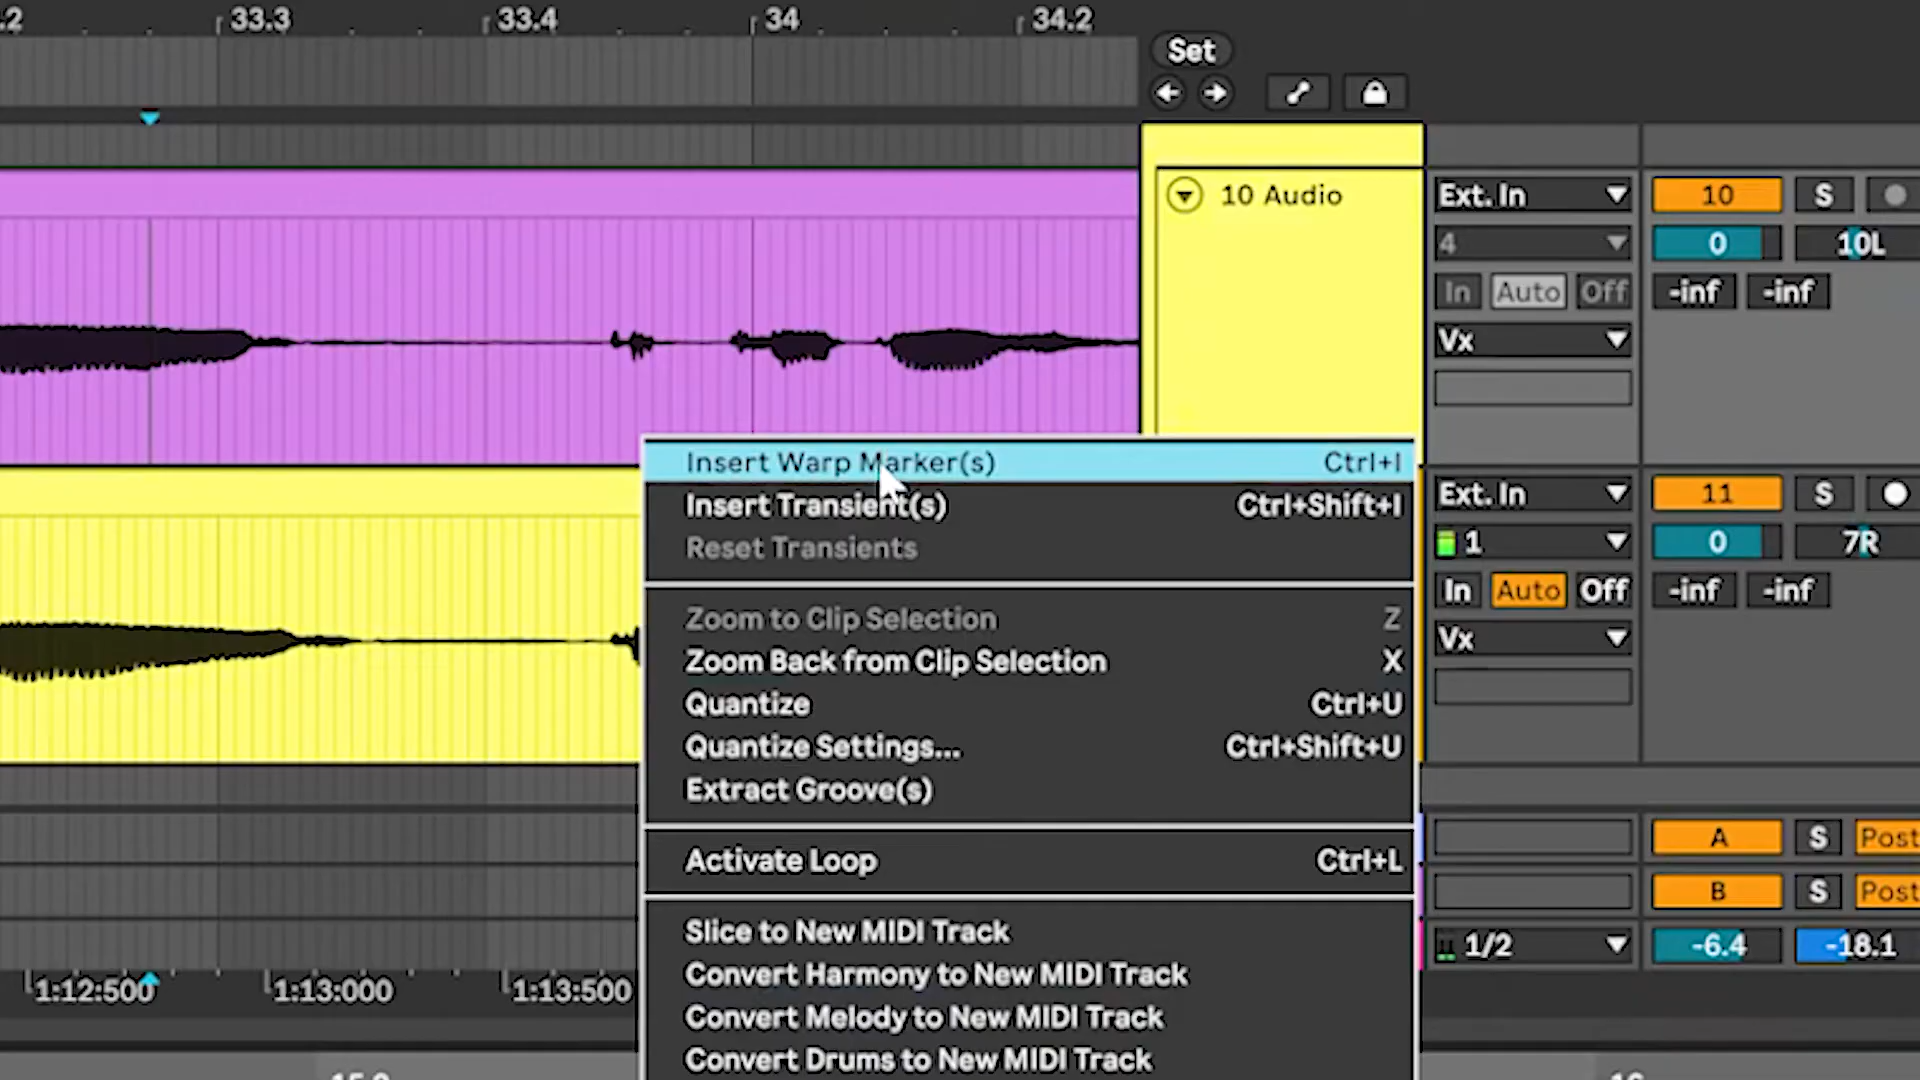 .2 33.3 33.4 34 34.2
Set
10 Audio
Ext. In 10 S
4 0 10L
In Auto Off -inf -inf
Vx
Insert Warp Marker(s) Ctrl+I
Insert Transient(s) Ctrl+Shift+I
Reset Transients
Zoom to Clip Selection Z
Zoom Back from Clip Selection X
Quantize Ctrl+U
Quantize Settings... Ctrl+Shift+U
Extract Groove(s)
Activate Loop Ctrl+L
Slice to New MIDI Track
Convert Harmony to New MIDI Track
Convert Melody to New MIDI Track
Convert Drums to New MIDI Track
Ext. In 11 S
1 0 7R
In Auto Off -inf -inf
Vx
A S Post
B S Post
1/2 -6.4 -18.1
1:12:500 1:13:000 1:13:500